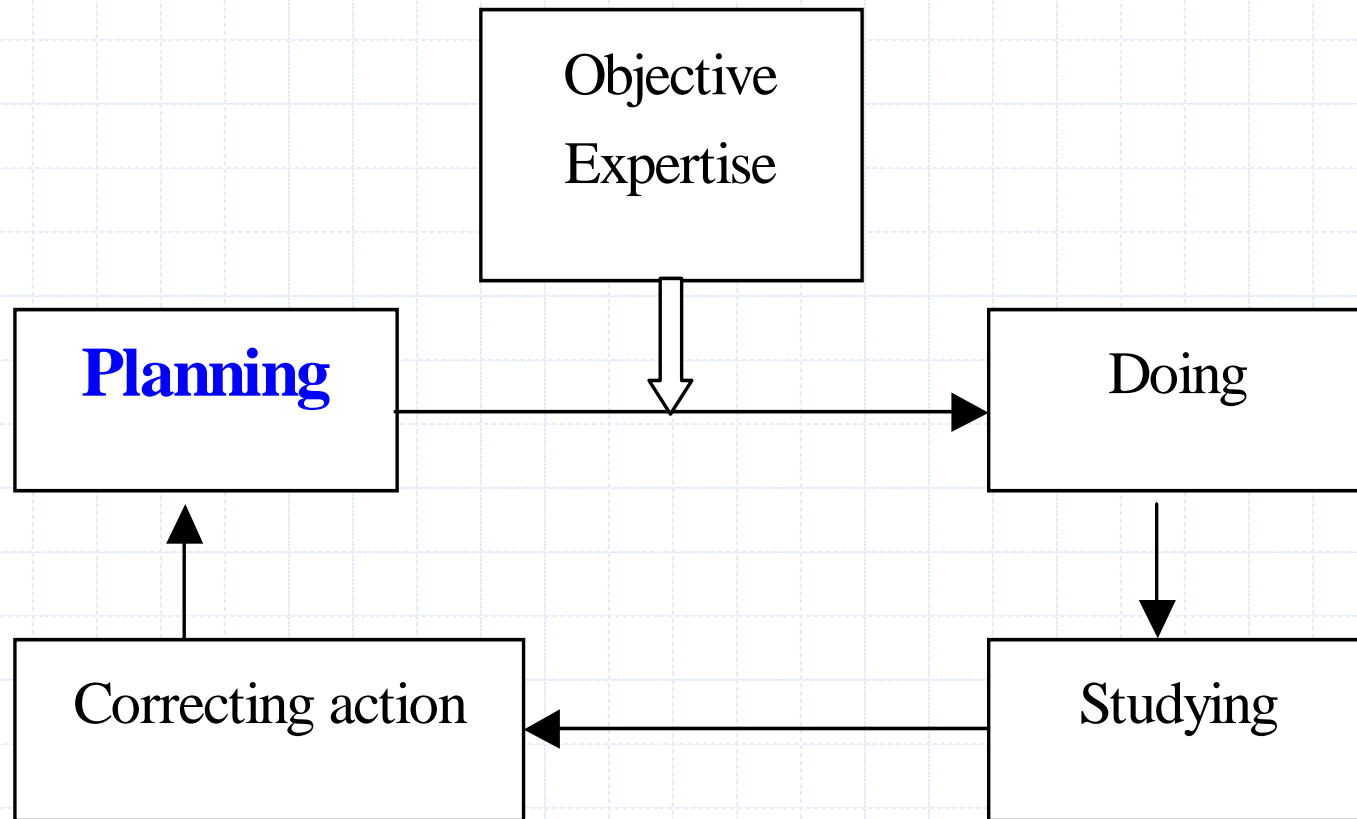 Objective
Expertise
Planning
Doing
Correcting action
Studying